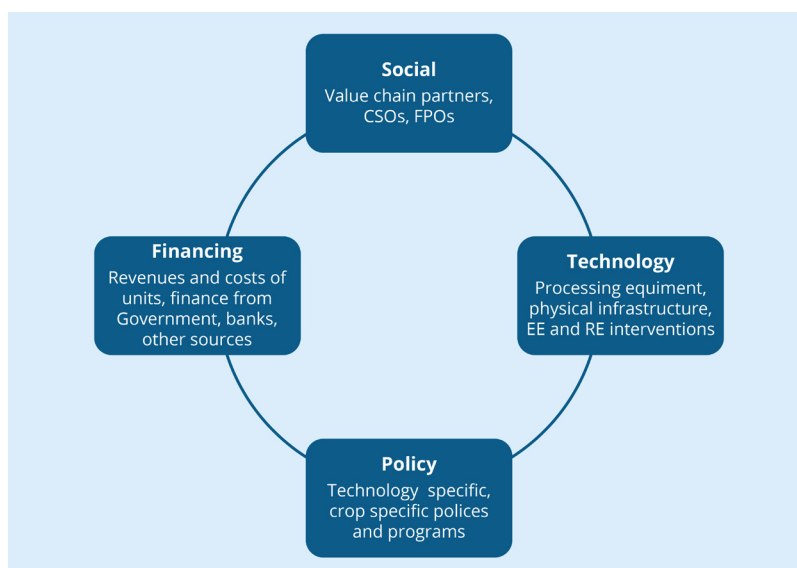 Social
Value chain partners,
CSOs, FPOs
Financing
Revenues and costs of
units, finance from
Government, banks,
other sources
Technology
Processing equiment,
physical infrastructure,
EE and RE interventions
Policy
Technology  specific,
crop specific polices
and programs